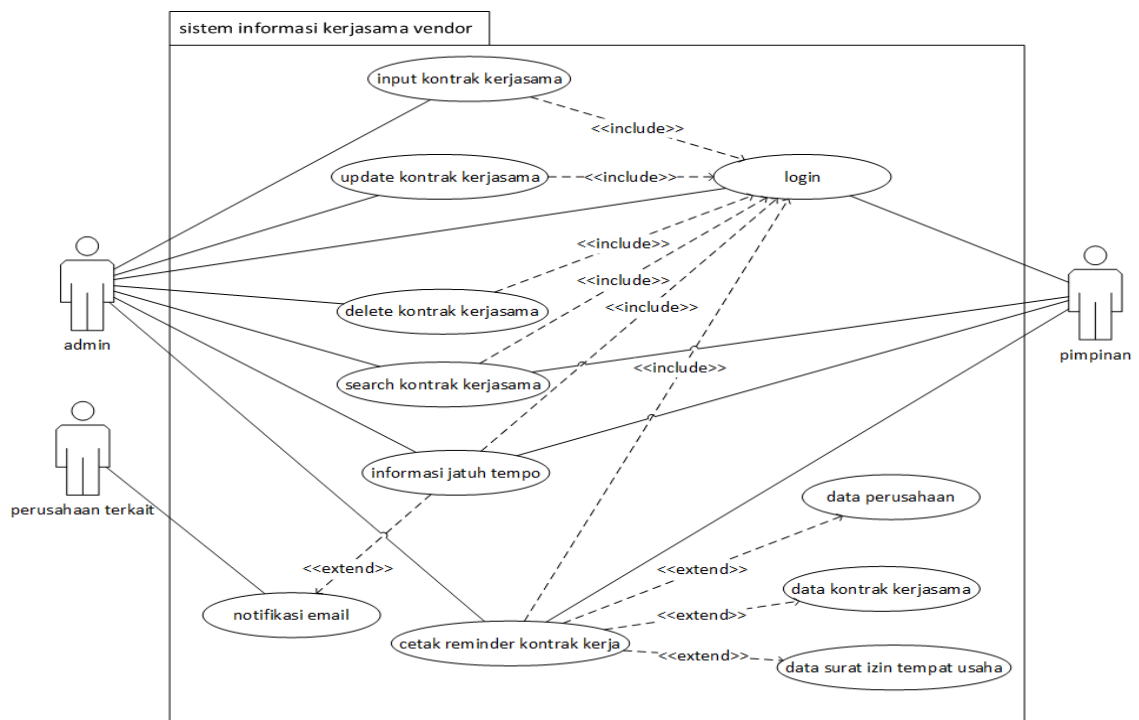 sistem informasi kerjasama vendor
input kontrak kerjasama
<<include>>
update kontrak kerjasama
<<include>>
login
<<include>>
<<include>>
delete kontrak kerjasama
<<include>>
admin
pimpinan
search kontrak kerjasama
<<include>>
informasi jatuh tempo
data perusahaan
perusahaan terkait
<<extend>>
<<extend>>
data kontrak kerjasama
notifikasi email
<<extend>>
cetak reminder kontrak kerja
<<extend>>
data surat izin tempat usaha